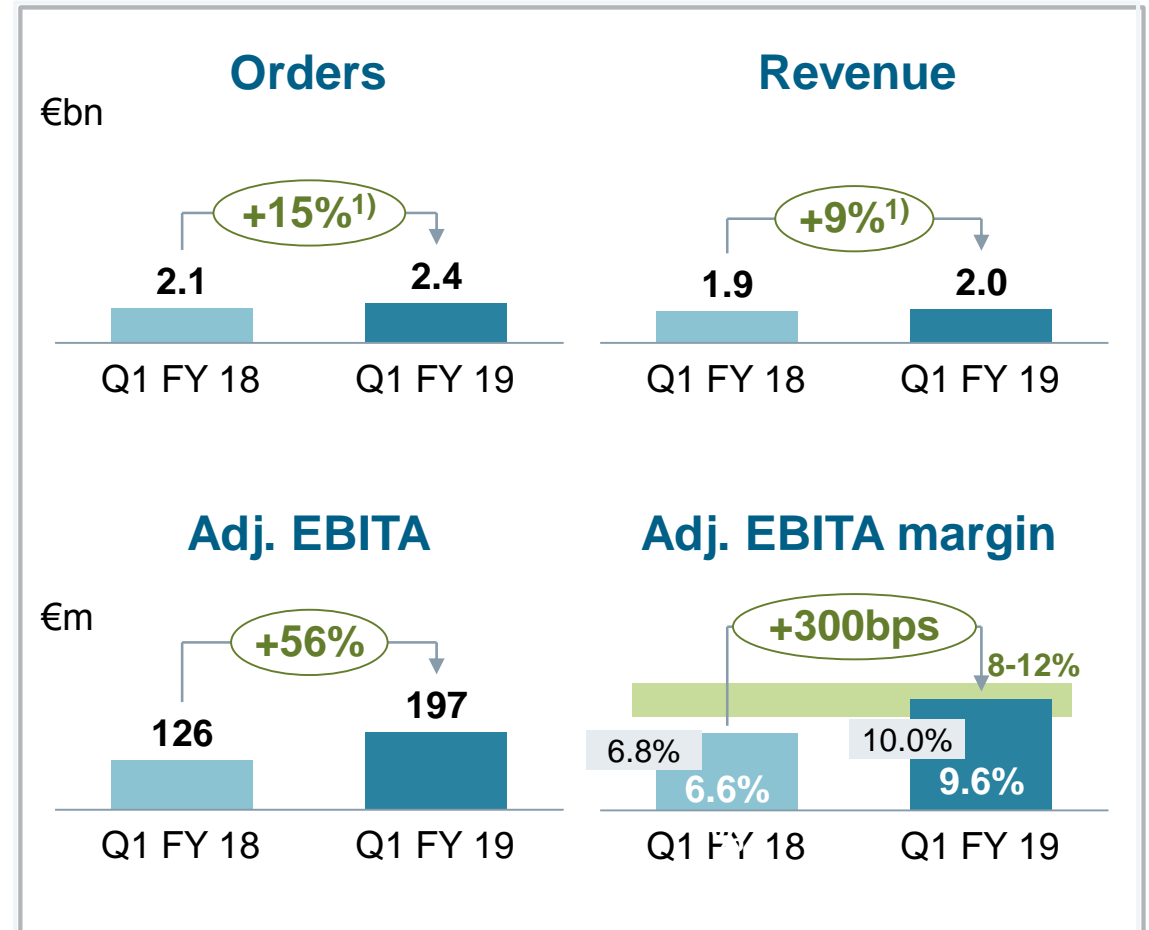 Orders
€bn
+15%1)
2.1
2.4
Q1 FY 18
Q1 FY 19
Revenue
+9%1)
1.9
2.0
Q1 FY 18
Q1 FY 19
Adj. EBITA
€m
+56%
126
197
Q1 FY 18
Q1 FY 19
Adj. EBITA margin
+300bps
8-12%
6.8%
10.0%
6.6%
9.6%
Q1 FY 18
Q1 FY 19